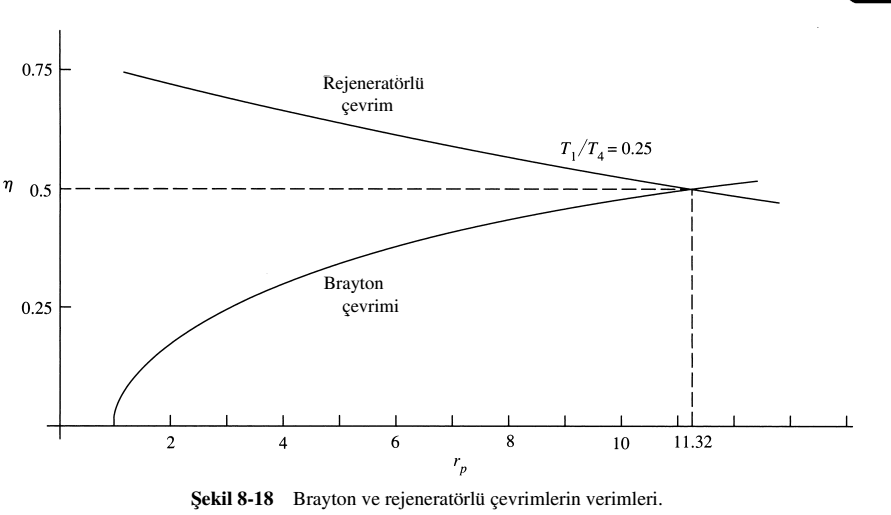 0.75
Rejeneratörlü
çevrim
T₁/T₄ = 0.25
η 0.5
Brayton
çevrimi
0.25
2 4 6 8 10 11.32
rₚ
Şekil 8-18 Brayton ve rejeneratörlü çevrimlerin verimleri.